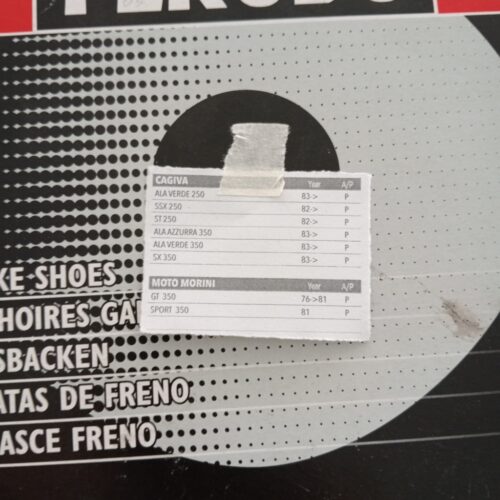 FERODO
CAGIVA Year A/P
ALA VERDE 250 83-> P
SSX 250 82-> P
ST 250 82-> P
ALA AZZURRA 350 83-> P
ALA VERDE 350 83-> P
SX 350 83-> P
MOTO MORINI Year A/P
GT 350 76->81 P
SPORT 350 81 P
KE SHOES
HOIRES GA
SBACKEN
ATAS DE FRENO
ASCE FRENO